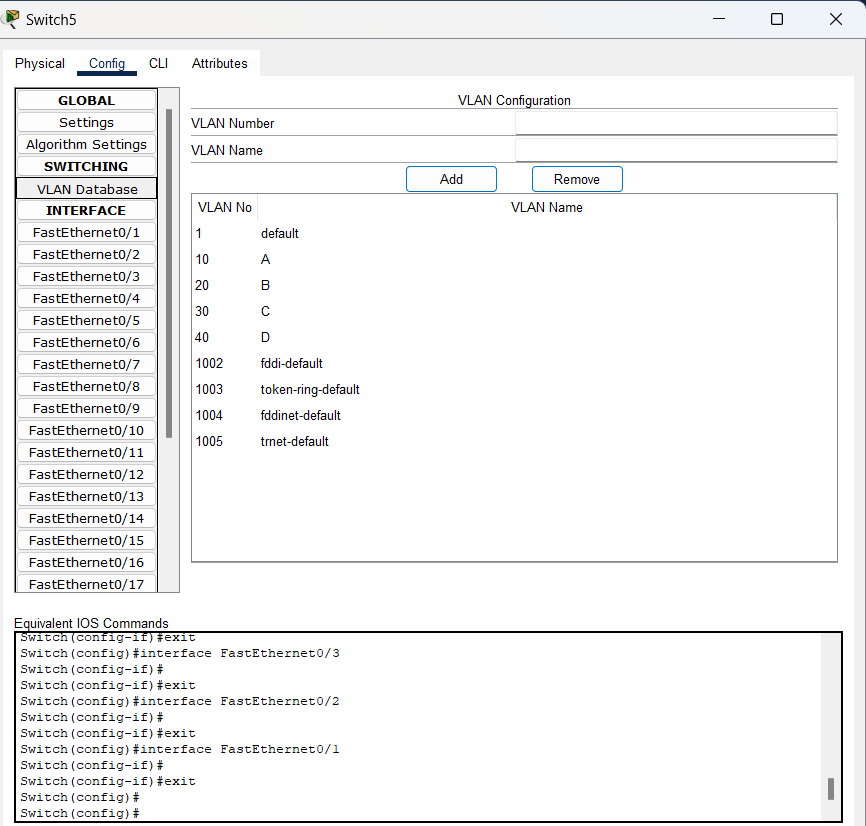 Switch5
Physical Config CLI Attributes
GLOBAL
Settings
Algorithm Settings
SWITCHING
VLAN Database
INTERFACE
FastEthernet0/1
FastEthernet0/2
FastEthernet0/3
FastEthernet0/4
FastEthernet0/5
FastEthernet0/6
FastEthernet0/7
FastEthernet0/8
FastEthernet0/9
FastEthernet0/10
FastEthernet0/11
FastEthernet0/12
FastEthernet0/13
FastEthernet0/14
FastEthernet0/15
FastEthernet0/16
FastEthernet0/17
VLAN Configuration
VLAN Number
VLAN Name
Add Remove
VLAN No VLAN Name
1 default
10 A
20 B
30 C
40 D
1002 fddi-default
1003 token-ring-default
1004 fddinet-default
1005 trnet-default
Equivalent IOS Commands
Switch(config-if)#exit
Switch(config)#interface FastEthernet0/3
Switch(config-if)#
Switch(config-if)#exit
Switch(config)#interface FastEthernet0/2
Switch(config-if)#
Switch(config-if)#exit
Switch(config)#interface FastEthernet0/1
Switch(config-if)#
Switch(config-if)#exit
Switch(config)#
Switch(config)#